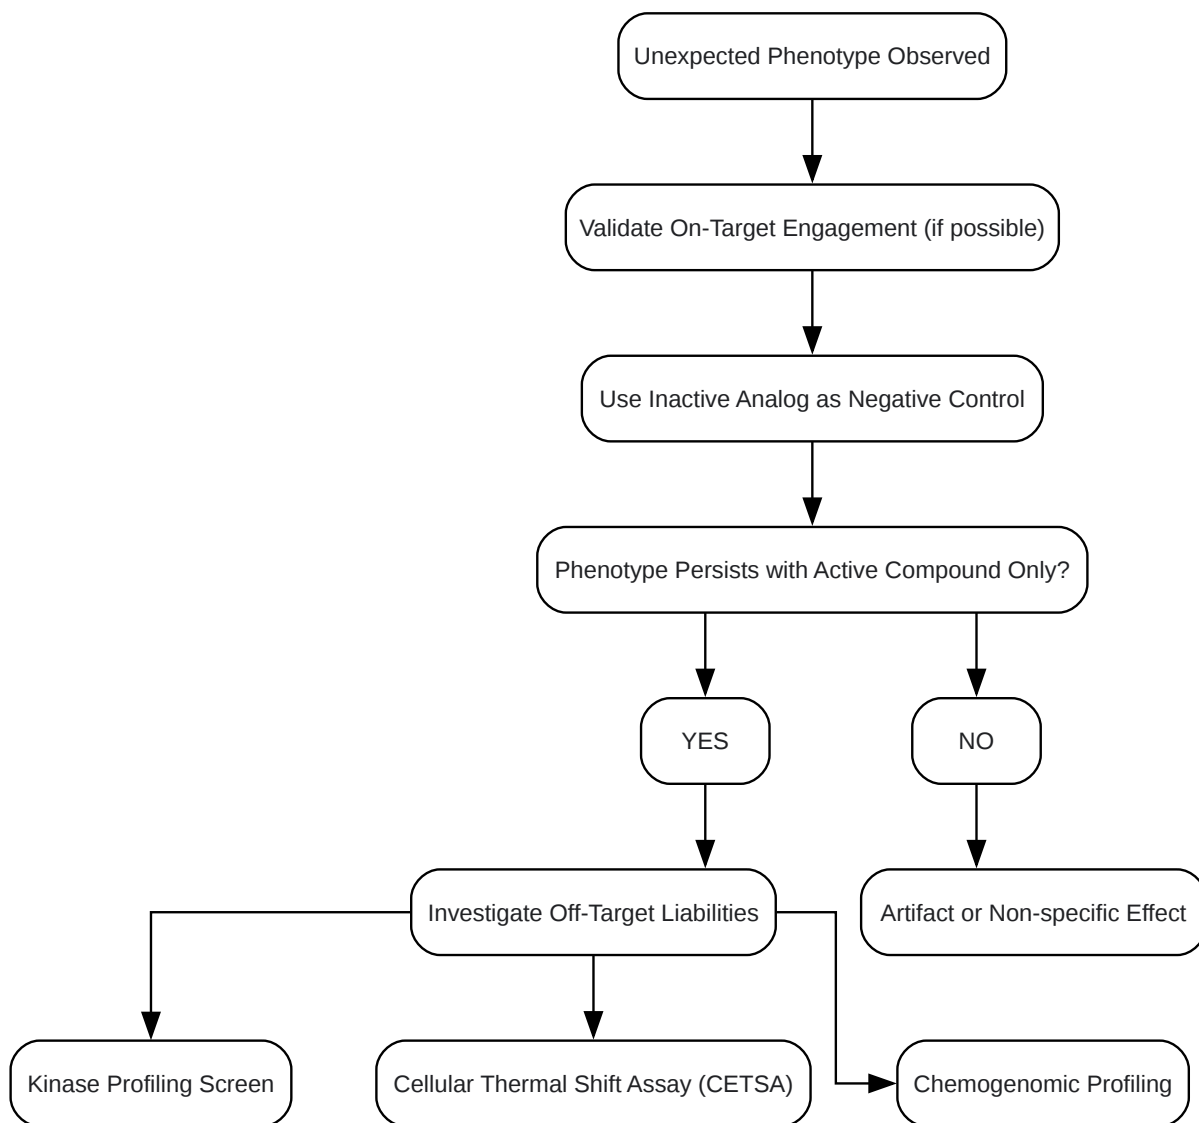 Unexpected Phenotype Observed
Validate On-Target Engagement (if possible)
Use Inactive Analog as Negative Control
Phenotype Persists with Active Compound Only?
YES
NO
Investigate Off-Target Liabilities
Artifact or Non-specific Effect
Kinase Profiling Screen
Cellular Thermal Shift Assay (CETSA)
Chemogenomic Profiling